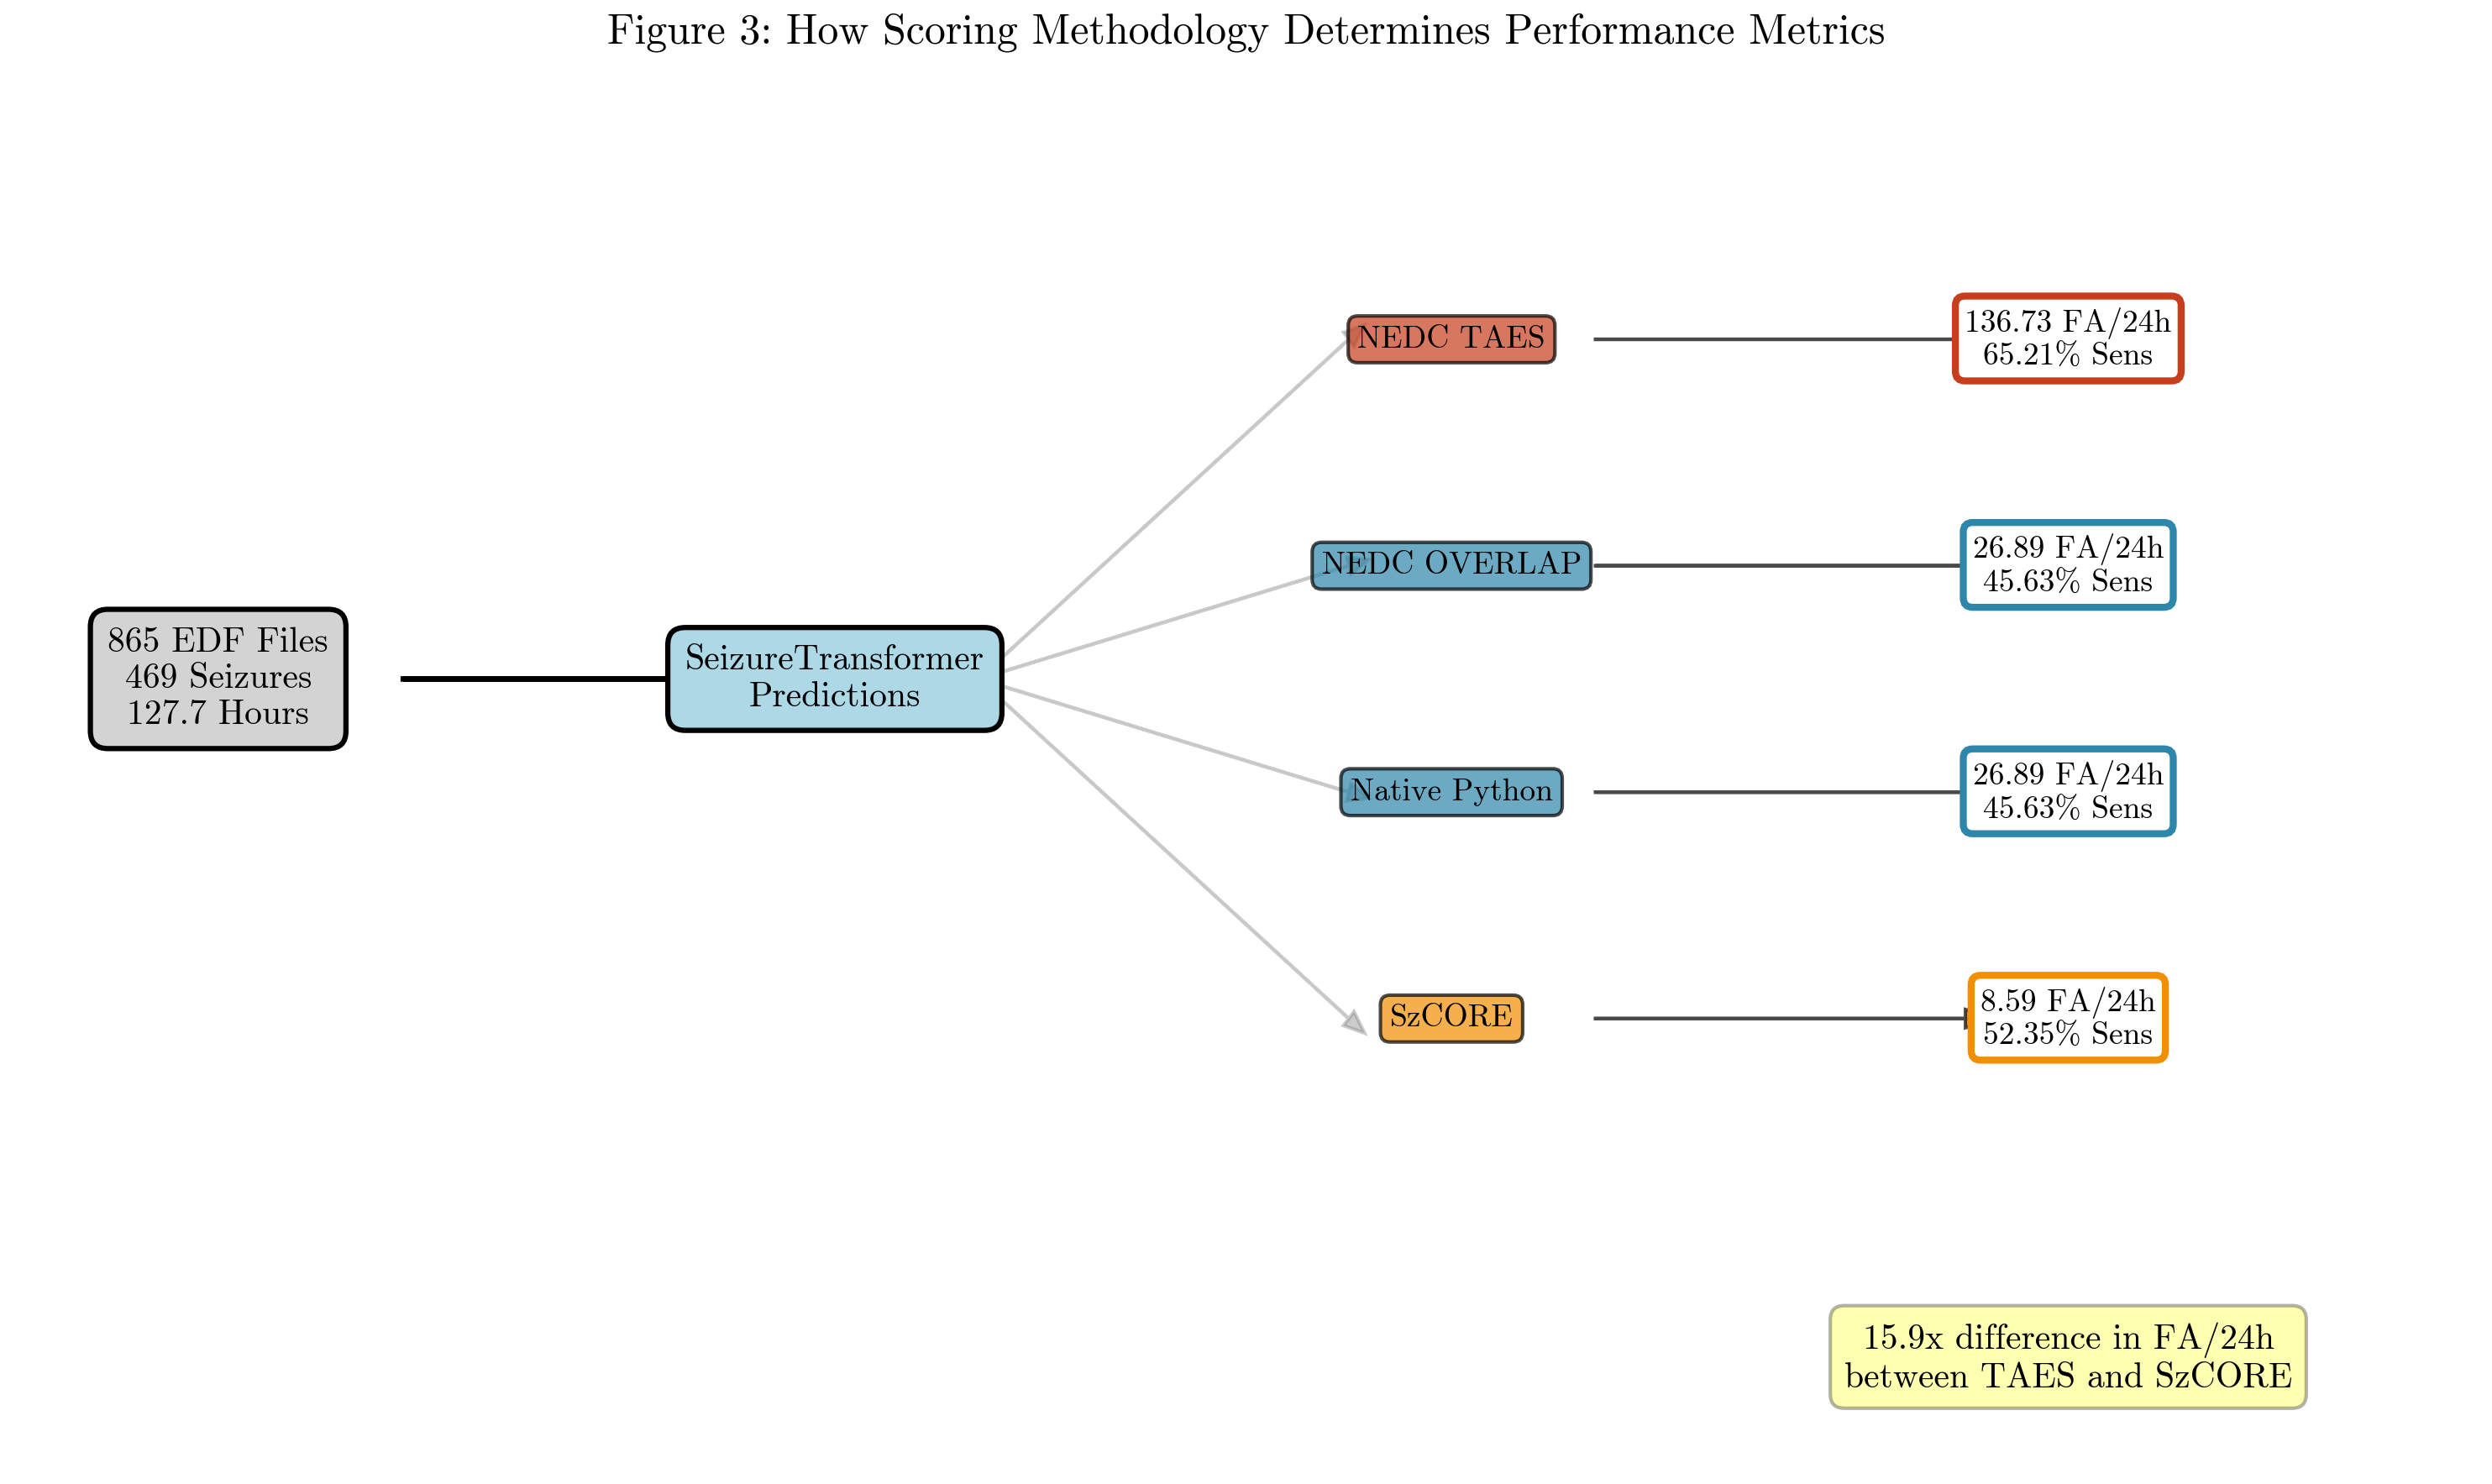 Figure 3: How Scoring Methodology Determines Performance Metrics
865 EDF Files
469 Seizures
127.7 Hours
SeizureTransformer
Predictions
NEDC TAES
136.73 FA/24h
65.21% Sens
NEDC OVERLAP
26.89 FA/24h
45.63% Sens
Native Python
26.89 FA/24h
45.63% Sens
SzCORE
8.59 FA/24h
52.35% Sens
15.9x difference in FA/24h
between TAES and SzCORE